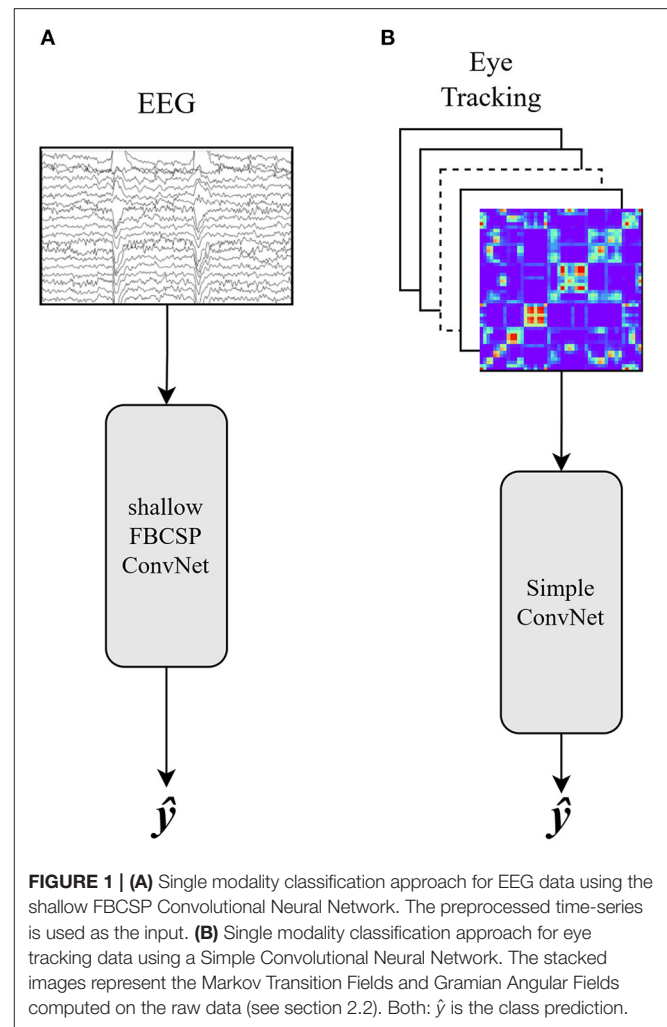 A
EEG
shallow
FBCSP
ConvNet
ŷ
B
Eye
Tracking
Simple
ConvNet
ŷ
FIGURE 1 | (A) Single modality classification approach for EEG data using the
shallow FBCSP Convolutional Neural Network. The preprocessed time-series
is used as the input. (B) Single modality classification approach for eye
tracking data using a Simple Convolutional Neural Network. The stacked
images represent the Markov Transition Fields and Gramian Angular Fields
computed on the raw data (see section 2.2). Both: ŷ is the class prediction.